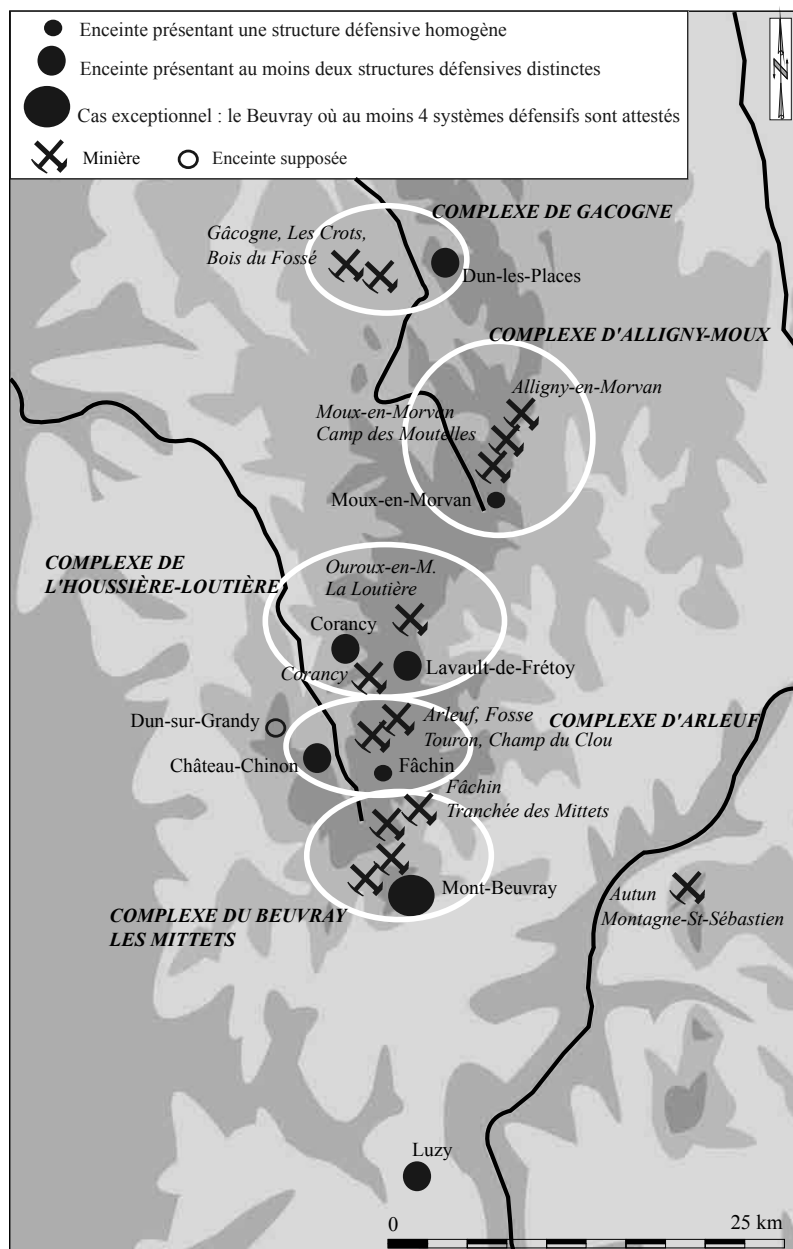 Enceinte présentant une structure défensive homogène
Enceinte présentant au moins deux structures défensives distinctes
Cas exceptionnel : le Beuvray où au moins 4 systèmes défensifs sont attestés
Minière
Enceinte supposée
N
COMPLEXE DE GACOGNE
Gâcogne, Les Crots,
Bois du Fossé
Dun-les-Places
COMPLEXE D'ALLIGNY-MOUX
Alligny-en-Morvan
Moux-en-Morvan
Camp des Moutelles
Moux-en-Morvan
COMPLEXE DE
L'HOUSSIÈRE-LOUTIÈRE
Ouroux-en-M.
La Loutière
Corancy
Lavault-de-Frétoy
Corancy
Dun-sur-Grandy
Arleuf, Fosse
Touron, Champ du Clou
COMPLEXE D'ARLEUF
Château-Chinon
Fâchin
Fâchin
Tranchée des Mittets
Mont-Beuvray
COMPLEXE DU BEUVRAY
LES MITTETS
Autun
Montagne-St-Sébastien
Luzy
0
25 km